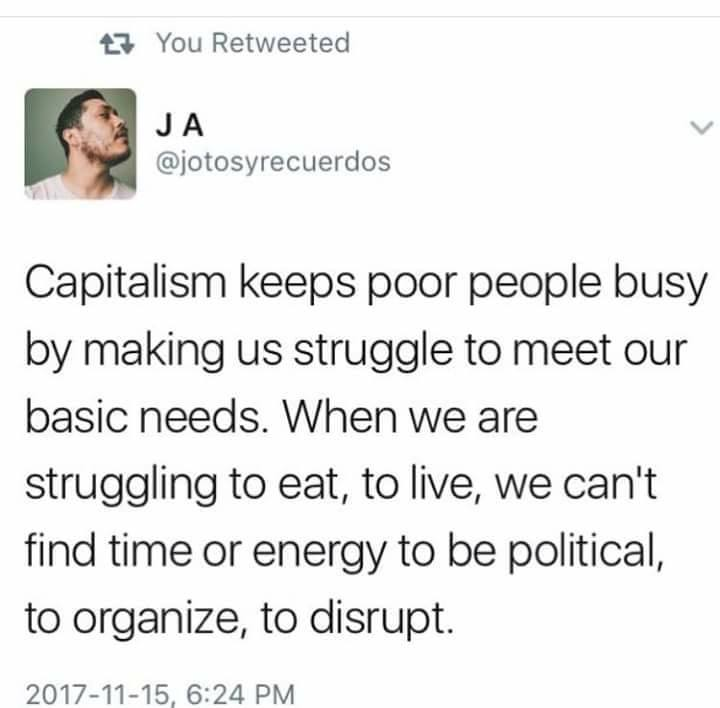 You Retweeted
J A
@jotosyrecuerdos
Capitalism keeps poor people busy
by making us struggle to meet our
basic needs. When we are
struggling to eat, to live, we can't
find time or energy to be political,
to organize, to disrupt.
2017-11-15, 6:24 PM